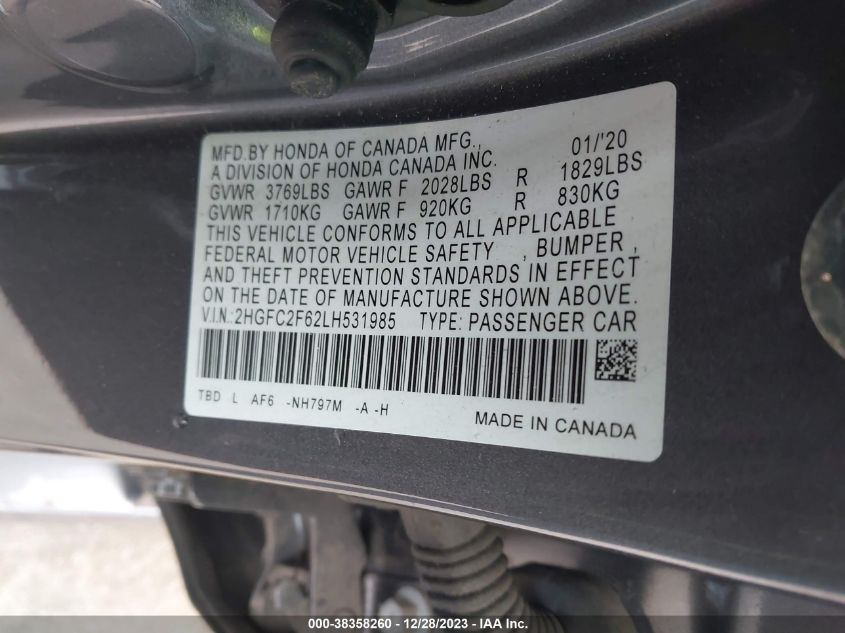 MFD.BY HONDA OF CANADA MFG., 01/'20
A DIVISION OF HONDA CANADA INC.
GVWR 3769LBS GAWR F 2028LBS R 1829LBS
GVWR 1710KG GAWR F 920KG R 830KG
THIS VEHICLE CONFORMS TO ALL APPLICABLE
FEDERAL MOTOR VEHICLE SAFETY , BUMPER ,
AND THEFT PREVENTION STANDARDS IN EFFECT
ON THE DATE OF MANUFACTURE SHOWN ABOVE.
V.I.N:2HGFC2F62LH531985 TYPE: PASSENGER CAR
TBD L AF6 -NH797M -A -H
MADE IN CANADA
000-38358260 - 12/28/2023 - IAA Inc.